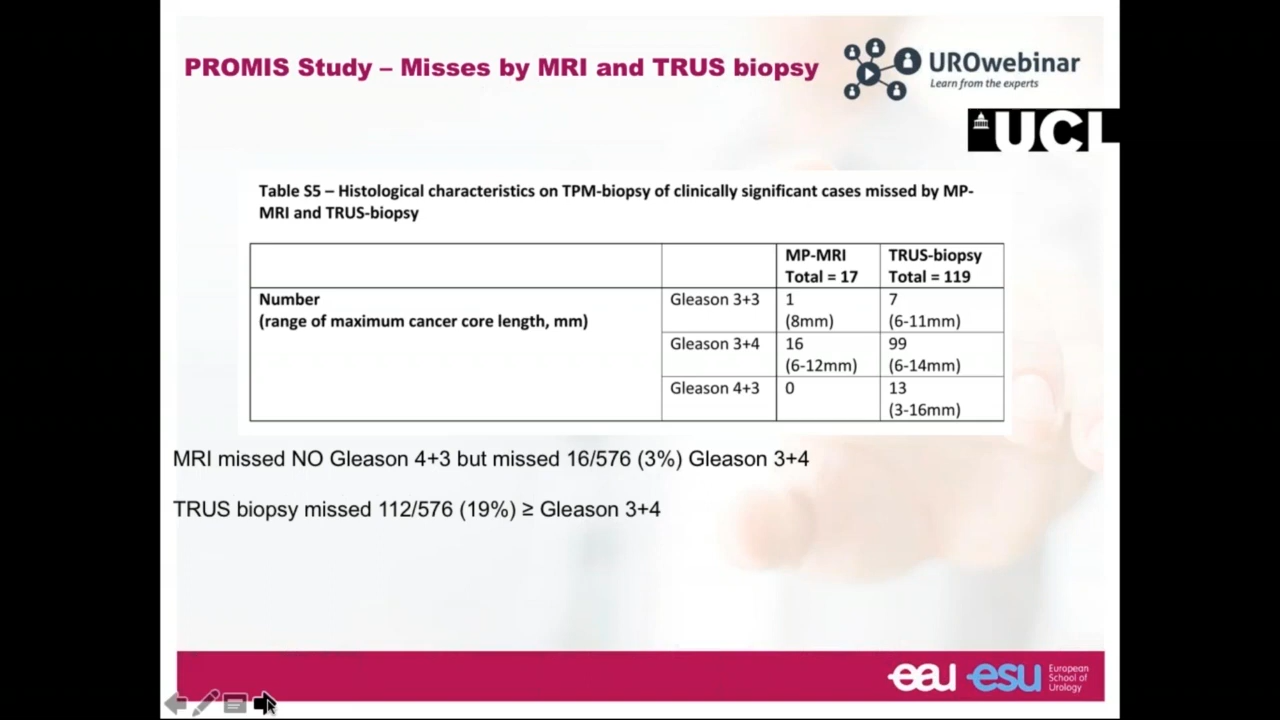 PROMIS Study – Misses by MRI and TRUS biopsy
UROwebinar
Learn from the experts
UCL
Table S5 – Histological characteristics on TPM-biopsy of clinically significant cases missed by MP-
MRI and TRUS-biopsy
MP-MRI
Total = 17
TRUS-biopsy
Total = 119
Number
(range of maximum cancer core length, mm)
Gleason 3+3
1
(8mm)
7
(6-11mm)
Gleason 3+4
16
(6-12mm)
99
(6-14mm)
Gleason 4+3
0
13
(3-16mm)
MRI missed NO Gleason 4+3 but missed 16/576 (3%) Gleason 3+4
TRUS biopsy missed 112/576 (19%) ≥ Gleason 3+4
eau
esu
European
School of
Urology